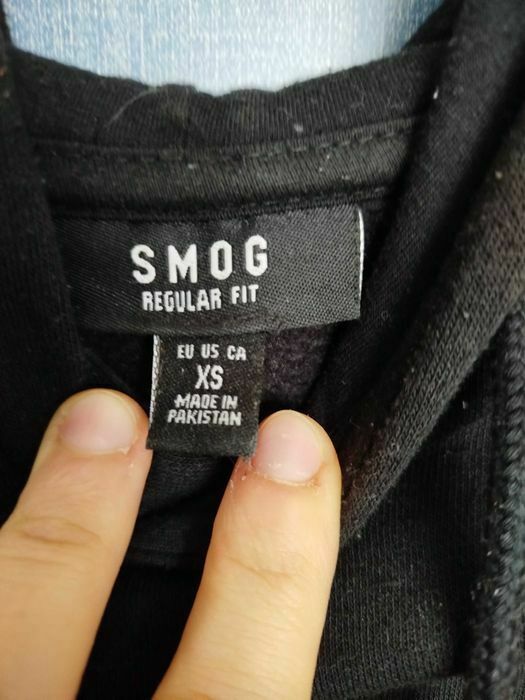 SMOG
REGULAR FIT
EU US CA
XS
MADE IN
PAKISTAN